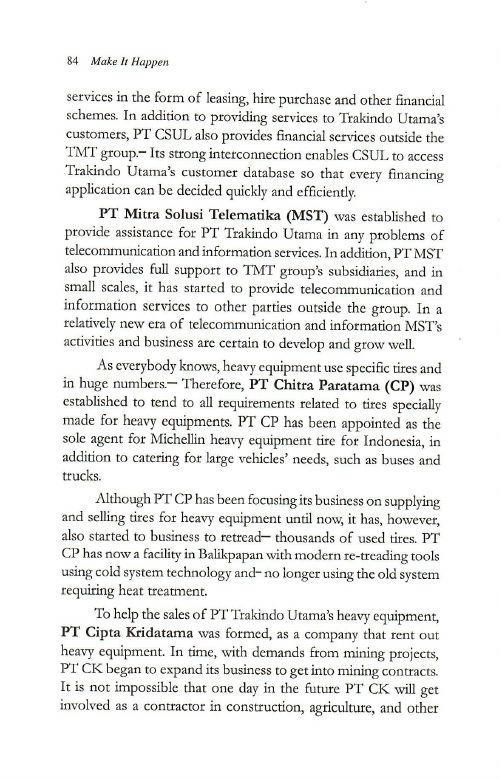 84 Make It Happen
services in the form of leasing, hire purchase and other financial
schemes. In addition to providing services to Trakindo Utama's
customers, PT CSUL also provides financial services outside the
TMT group.– Its strong interconnection enables CSUL to access
Trakindo Utama's customer database so that every financing
application can be decided quickly and efficiently.
PT Mitra Solusi Telematika (MST) was established to
provide assistance for PT Trakindo Utama in any problems of
telecommunication and information services. In addition, PT MST
also provides full support to TMT group's subsidiaries, and in
small scales, it has started to provide telecommunication and
information services to other parties outside the group. In a
relatively new era of telecommunication and information MST's
activities and business are certain to develop and grow well.
As everybody knows, heavy equipment use specific tires and
in huge numbers.— Therefore, PT Chitra Paratama (CP) was
established to tend to all requirements related to tires specially
made for heavy equipments. PT CP has been appointed as the
sole agent for Michellin heavy equipment tire for Indonesia, in
addition to catering for large vehicles' needs, such as buses and
trucks.
Although PT CP has been focusing its business on supplying
and selling tires for heavy equipment until now, it has, however,
also started to business to retread— thousands of used tires. PT
CP has now a facility in Balikpapan with modern re-treading tools
using cold system technology and– no longer using the old system
requiring heat treatment.
To help the sales of PT Trakindo Utama's heavy equipment,
PT Cipta Kridatama was formed, as a company that rent out
heavy equipment. In time, with demands from mining projects,
PT CK began to expand its business to get into mining contracts.
It is not impossible that one day in the future PT CK will get
involved as a contractor in construction, agriculture, and other